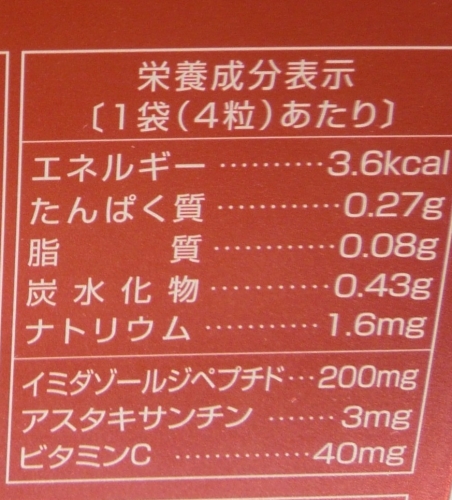 栄養成分表示
〔1袋(4粒)あたり〕
エネルギー ………… 3.6kcal
たんぱく質 ………… 0.27g
脂　　　質 ………… 0.08g
炭水化物 ………… 0.43g
ナトリウム ………… 1.6mg
イミダゾールジペプチド … 200mg
アスタキサンチン ……… 3mg
ビタミンC ………… 40mg